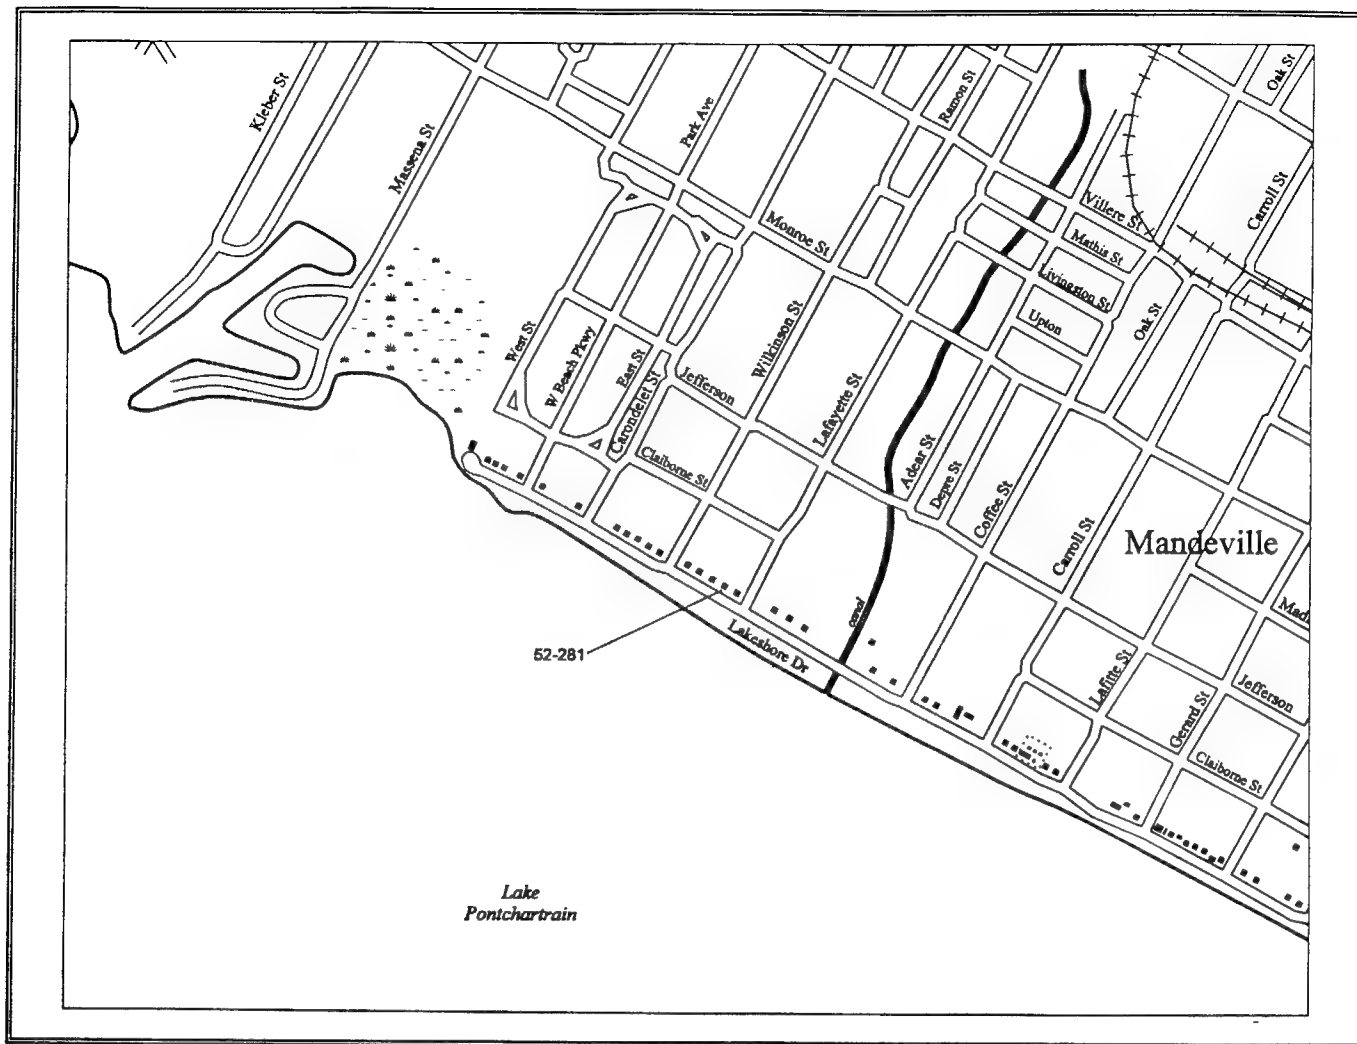 Kleber St
Massena St
Park Ave
Ramon St
Oak St
Carroll St
Villere St
Mathis St
Livingston St
Upton
Oak St
Monroe St
Wilkinson St
West St
W Beach Pkwy
East St
Carondelet St
Jefferson
Lafayette St
Claiborne St
Adear St
Depre St
Coffee St
Carroll St
Mandeville
canal
Lakeshore Dr
52-281
Lafitte St
Gerard St
Jefferson
Claiborne St
Lake
Pontchartrain